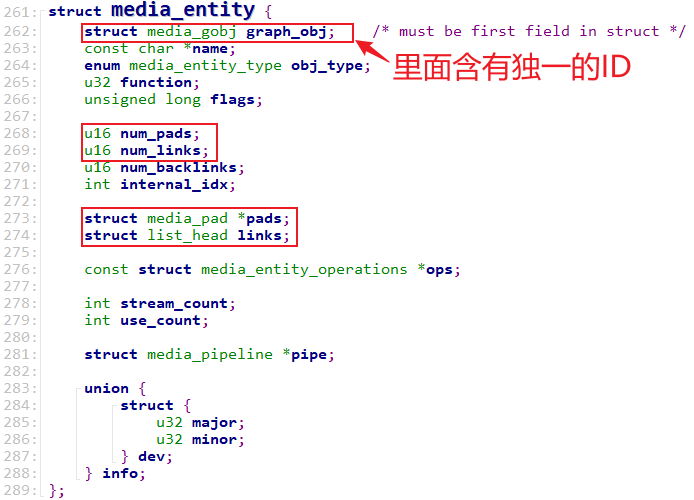 261: struct media_entity {
262:     struct media_gobj graph_obj;    /* must be first field in struct */
263:     const char *name;
264:     enum media_entity_type obj_type;
里面含有独一的ID
265:     u32 function;
266:     unsigned long flags;
267:
268:     u16 num_pads;
269:     u16 num_links;
270:     u16 num_backlinks;
271:     int internal_idx;
272:
273:     struct media_pad *pads;
274:     struct list_head links;
275:
276:     const struct media_entity_operations *ops;
277:
278:     int stream_count;
279:     int use_count;
280:
281:     struct media_pipeline *pipe;
282:
283:     union {
284:         struct {
285:             u32 major;
286:             u32 minor;
287:         } dev;
288:     } info;
289: };